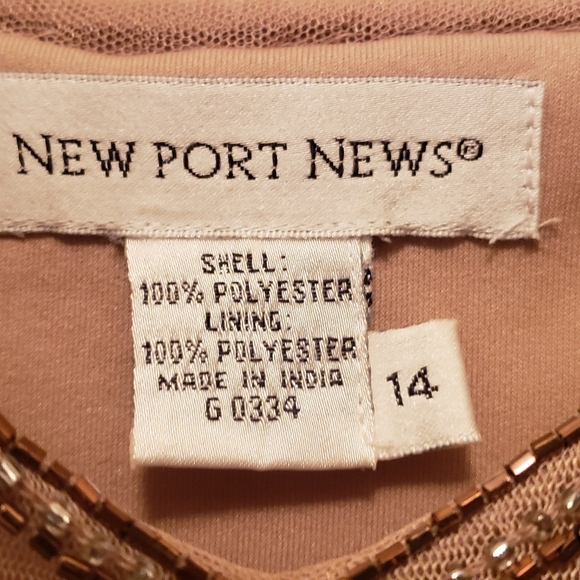 NEW PORT NEWS®
SHELL:
100% POLYESTER
LINING:
100% POLYESTER
MADE IN INDIA
G 0334
14